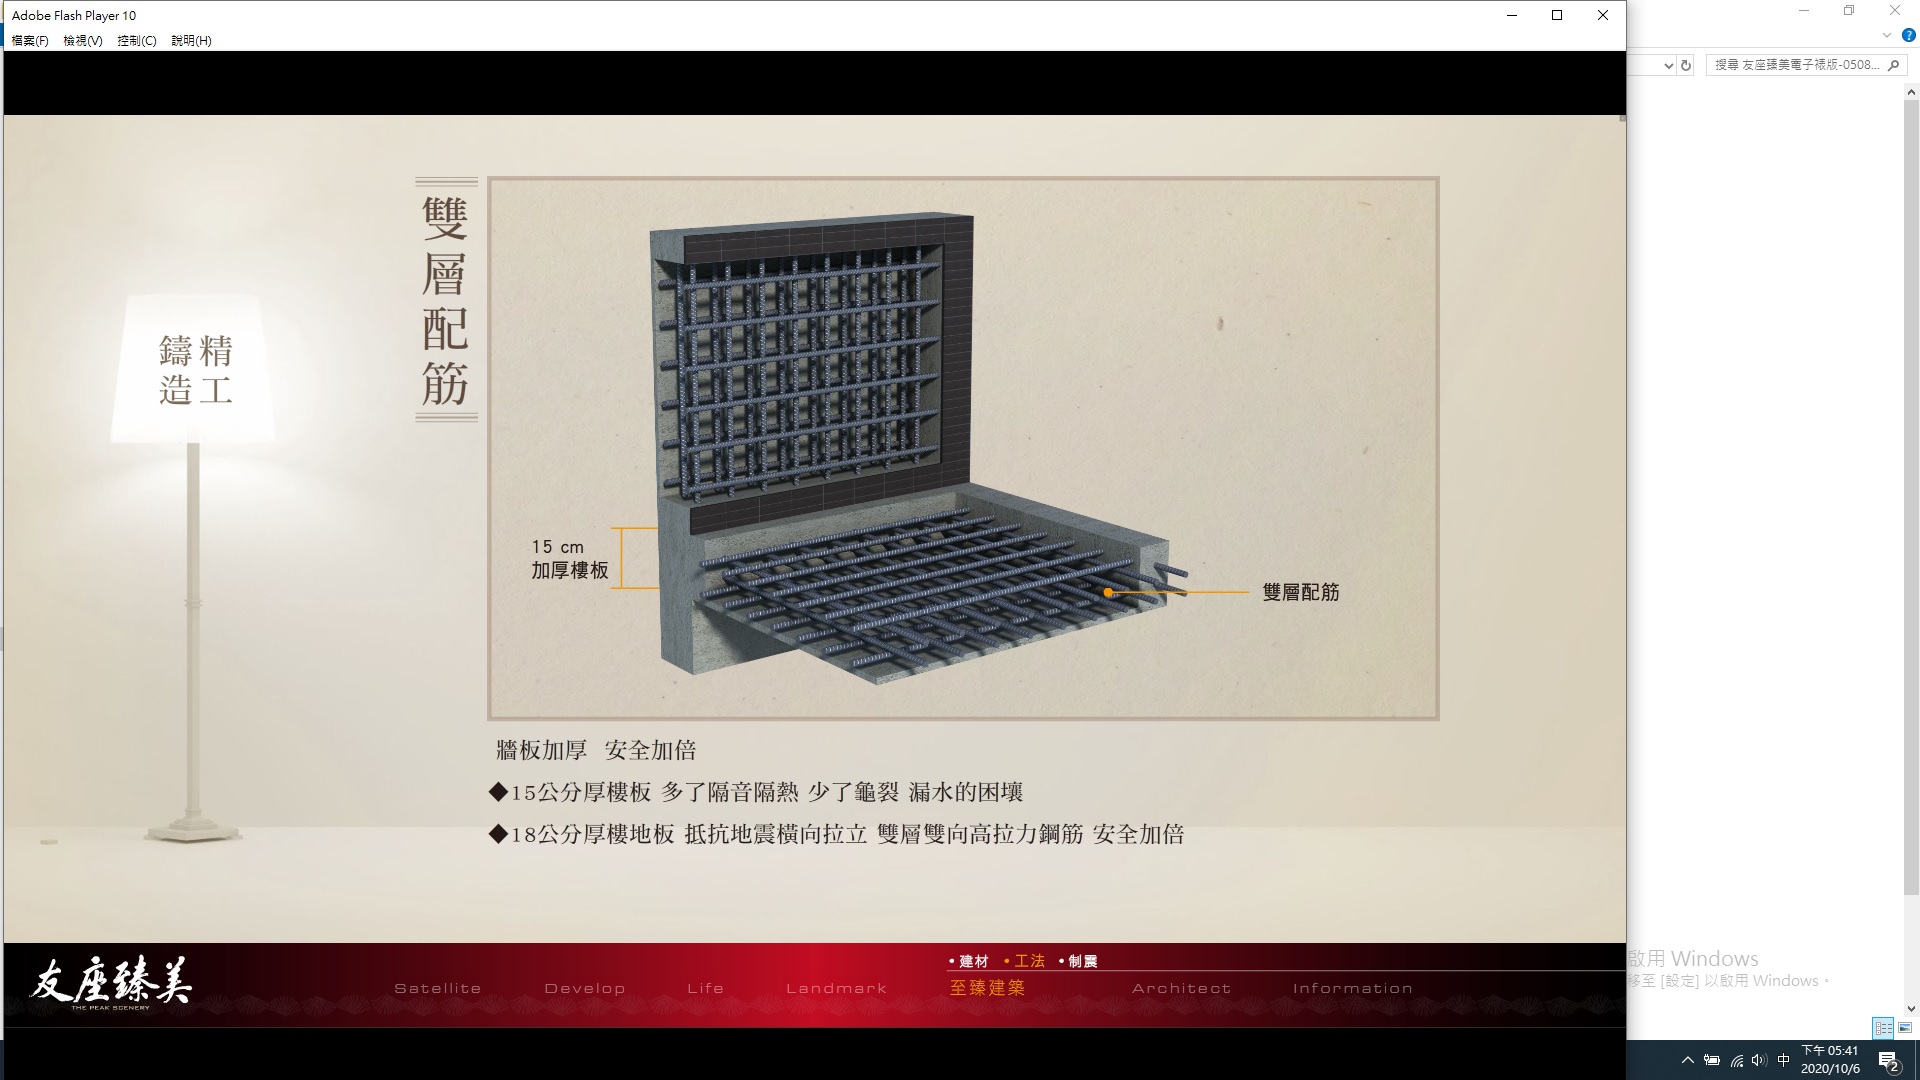 Adobe Flash Player 10
檔案(F) 檢視(V) 控制(C) 說明(H)
搜尋 友座臻美電子裱版-0508...
雙層配筋
精工
鑄造
15 cm
加厚樓板
雙層配筋
牆板加厚 安全加倍
◆15公分厚樓板 多了隔音隔熱 少了龜裂 漏水的困壤
◆18公分厚樓地板 抵抗地震橫向拉立 雙層雙向高拉力鋼筋 安全加倍
友座臻美
THE PEAK SCENERY
• 建材 • 工法 • 制震
Satellite Develop Life Landmark 至臻建築 Architect Information
啟用 Windows
移至 [設定] 以啟用 Windows。
中
下午 05:41
2020/10/6
2